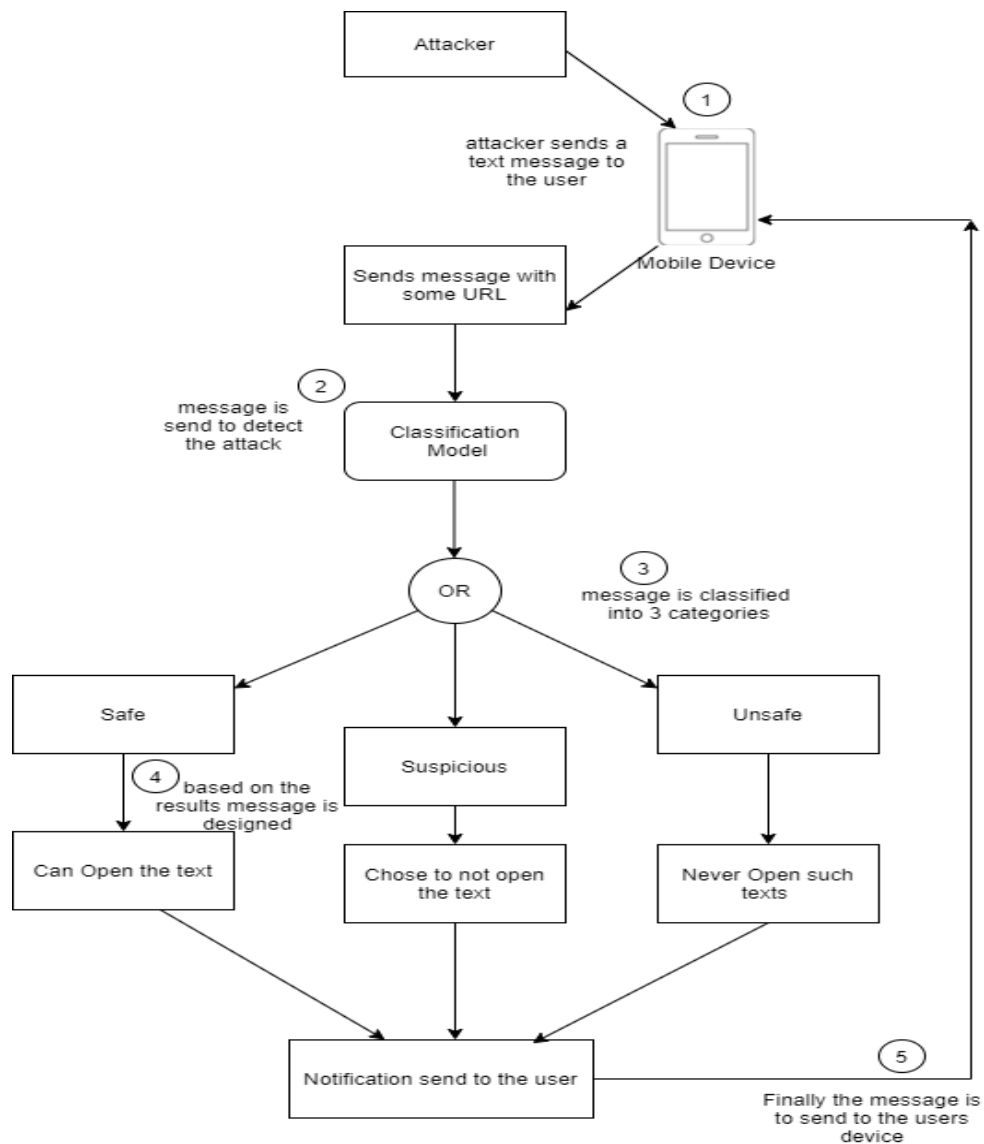 Attacker
1
attacker sends a
text message to
the user
Mobile Device
Sends message with
some URL
2
message is
send to detect
the attack
Classification
Model
OR
3
message is classified
into 3 categories
Safe
Suspicious
Unsafe
4
based on the
results message is
designed
Can Open the text
Chose to not open
the text
Never Open such
texts
Notification send to the user
5
Finally the message is
to send to the users
device